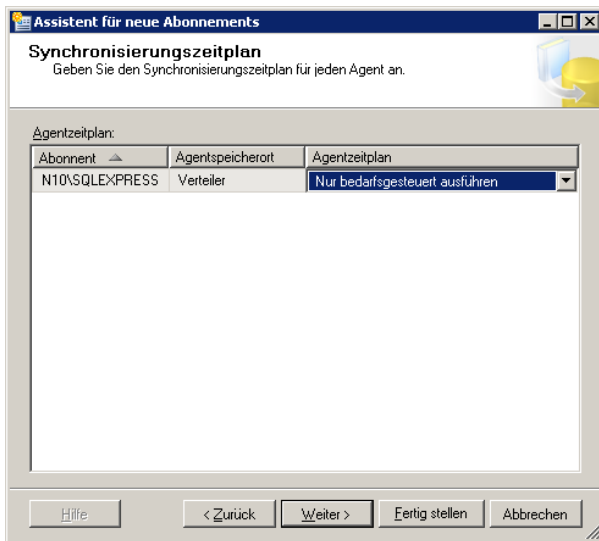 Assistent für neue Abonnements
Synchronisierungszeitplan
Geben Sie den Synchronisierungszeitplan für jeden Agent an.
Agentzeitplan:
Abonnent Agentspeicherort Agentzeitplan
N10\SQLEXPRESS Verteiler Nur bedarfsgesteuert ausführen
Hilfe < Zurück Weiter > Fertig stellen Abbrechen